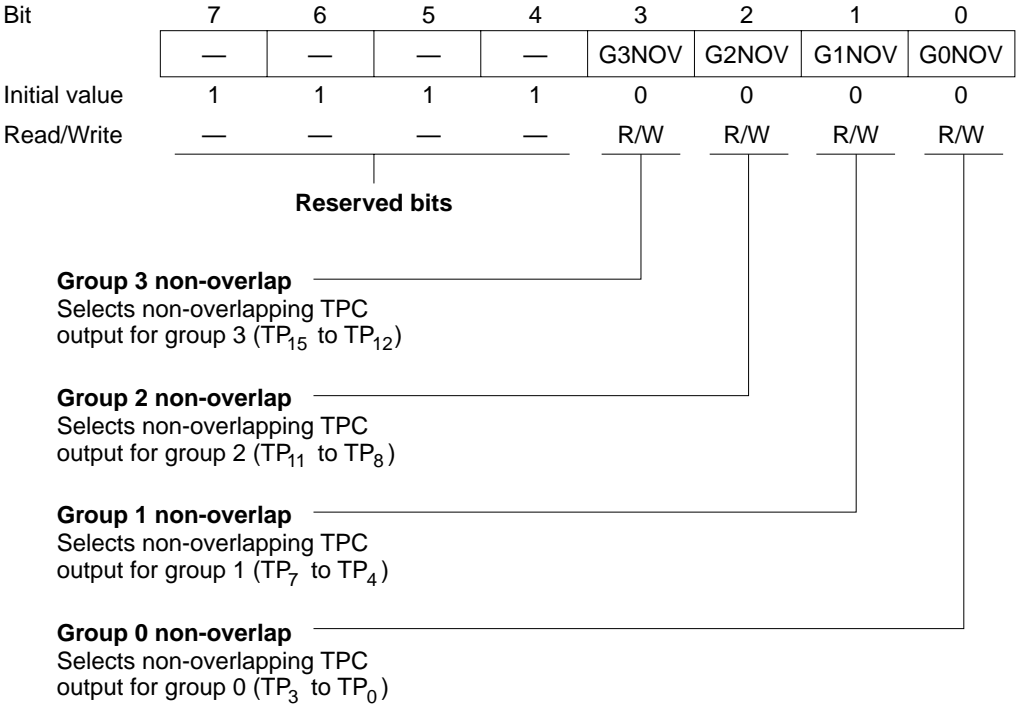 Bit 7 6 5 4 3 2 1 0
— — — — G3NOV G2NOV G1NOV G0NOV
Initial value 1 1 1 1 0 0 0 0
Read/Write — — — — R/W R/W R/W R/W
Reserved bits
Group 3 non-overlap
Selects non-overlapping TPC
output for group 3 (TP15 to TP12)
Group 2 non-overlap
Selects non-overlapping TPC
output for group 2 (TP11 to TP8)
Group 1 non-overlap
Selects non-overlapping TPC
output for group 1 (TP7 to TP4)
Group 0 non-overlap
Selects non-overlapping TPC
output for group 0 (TP3 to TP0)